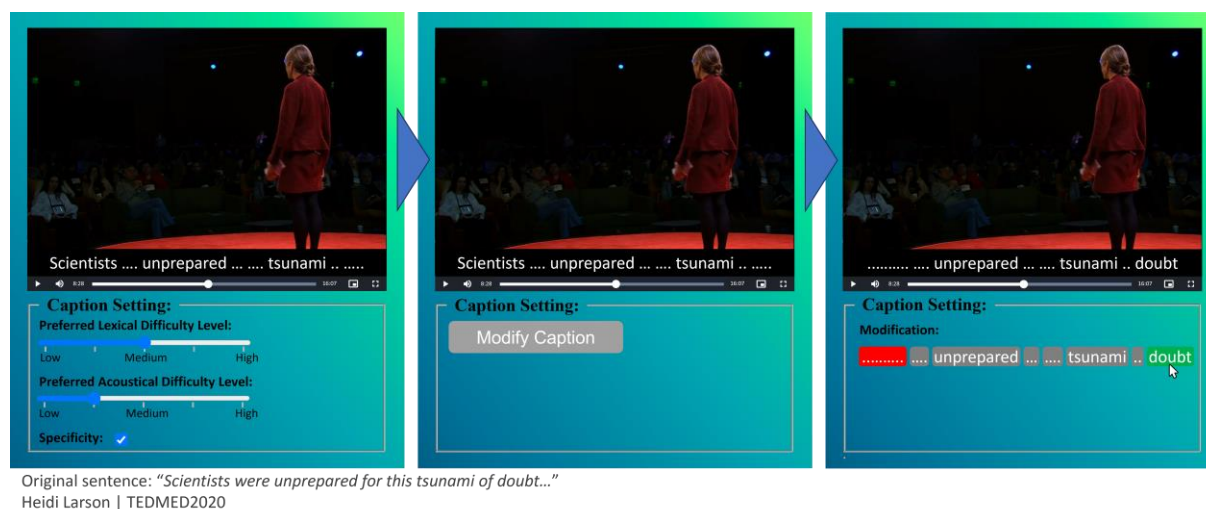 Scientists .... unprepared ... .... tsunami .. .....
8:28
16:07
Caption Setting:
Preferred Lexical Difficulty Level:
Low Medium High
Preferred Acoustical Difficulty Level:
Low Medium High
Specificity:
Scientists .... unprepared ... .... tsunami .. .....
8:28
16:07
Caption Setting:
Modify Caption
.......... .... unprepared ... .... tsunami .. doubt
8:28
16:07
Caption Setting:
Modification:
.......... .... unprepared ... .... tsunami .. doubt
Original sentence: “Scientists were unprepared for this tsunami of doubt…”
Heidi Larson | TEDMED2020